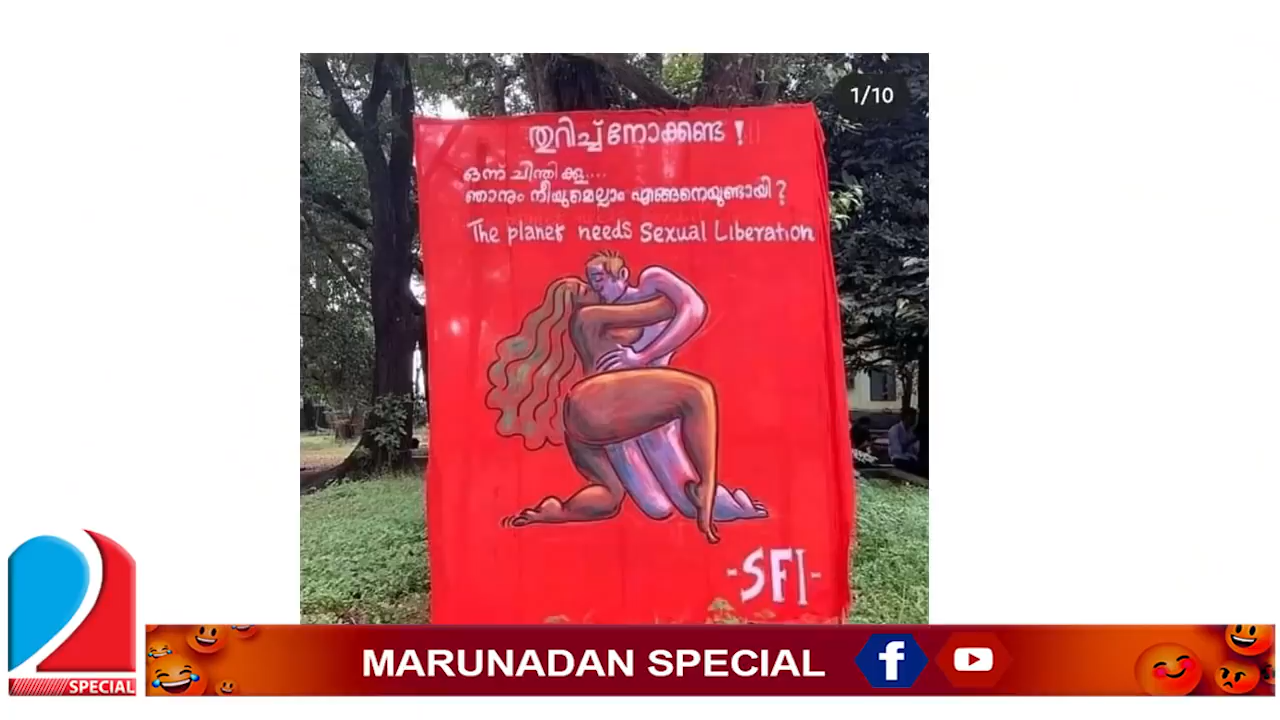 1/10
തുറിച്ച് നോക്കണ്ട !
ഒന്ന് ചിന്തിക്കൂ....
ഞാനും നീയുമെല്ലാം എങ്ങനെയുണ്ടായി ?
The planet needs Sexual Liberation
-SFI-
SPECIAL
MARUNADAN SPECIAL